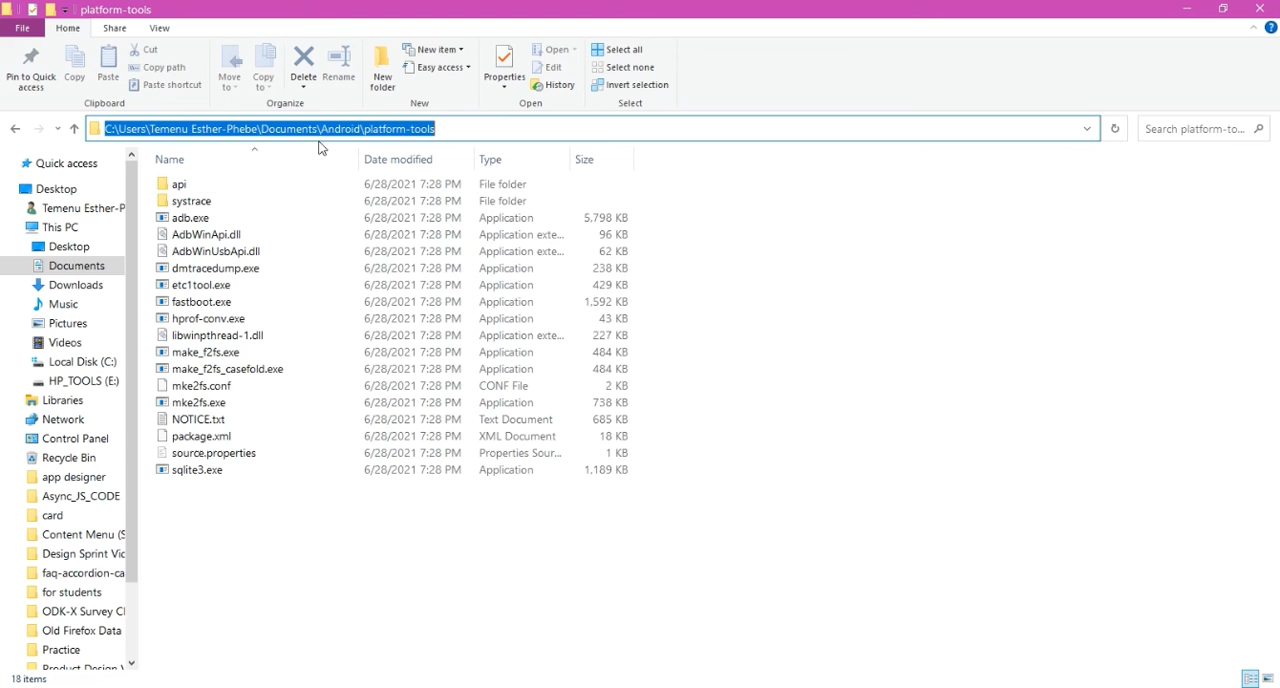 platform-tools
File Home Share View
Pin to Quick access
Copy
Paste
Cut
Copy path
Paste shortcut
Clipboard
Move to
Copy to
Delete
Rename
Organize
New folder
New item
Easy access
New
Properties
Open
Edit
History
Open
Select all
Select none
Invert selection
Select
C:\Users\Temenu Esther-Phebe\Documents\Android\platform-tools
Search platform-to...
Quick access
Desktop
Temenu Esther-P
This PC
Desktop
Documents
Downloads
Music
Pictures
Videos
Local Disk (C:)
HP_TOOLS (E:)
Libraries
Network
Control Panel
Recycle Bin
app designer
Async_JS_CODE
card
Content Menu (S
Design Sprint Vic
faq-accordion-ca
for students
ODK-X Survey Cl
Old Firefox Data
Practice
Product Design V
Name Date modified Type Size
api 6/28/2021 7:28 PM File folder
systrace 6/28/2021 7:28 PM File folder
adb.exe 6/28/2021 7:28 PM Application 5,798 KB
AdbWinApi.dll 6/28/2021 7:28 PM Application exte... 96 KB
AdbWinUsbApi.dll 6/28/2021 7:28 PM Application exte... 62 KB
dmtracedump.exe 6/28/2021 7:28 PM Application 238 KB
etc1tool.exe 6/28/2021 7:28 PM Application 429 KB
fastboot.exe 6/28/2021 7:28 PM Application 1,592 KB
hprof-conv.exe 6/28/2021 7:28 PM Application 43 KB
libwinpthread-1.dll 6/28/2021 7:28 PM Application exte... 227 KB
make_f2fs.exe 6/28/2021 7:28 PM Application 484 KB
make_f2fs_casefold.exe 6/28/2021 7:28 PM Application 484 KB
mke2fs.conf 6/28/2021 7:28 PM CONF File 2 KB
mke2fs.exe 6/28/2021 7:28 PM Application 738 KB
NOTICE.txt 6/28/2021 7:28 PM Text Document 685 KB
package.xml 6/28/2021 7:28 PM XML Document 18 KB
source.properties 6/28/2021 7:28 PM Properties Sour... 1 KB
sqlite3.exe 6/28/2021 7:28 PM Application 1,189 KB
18 items